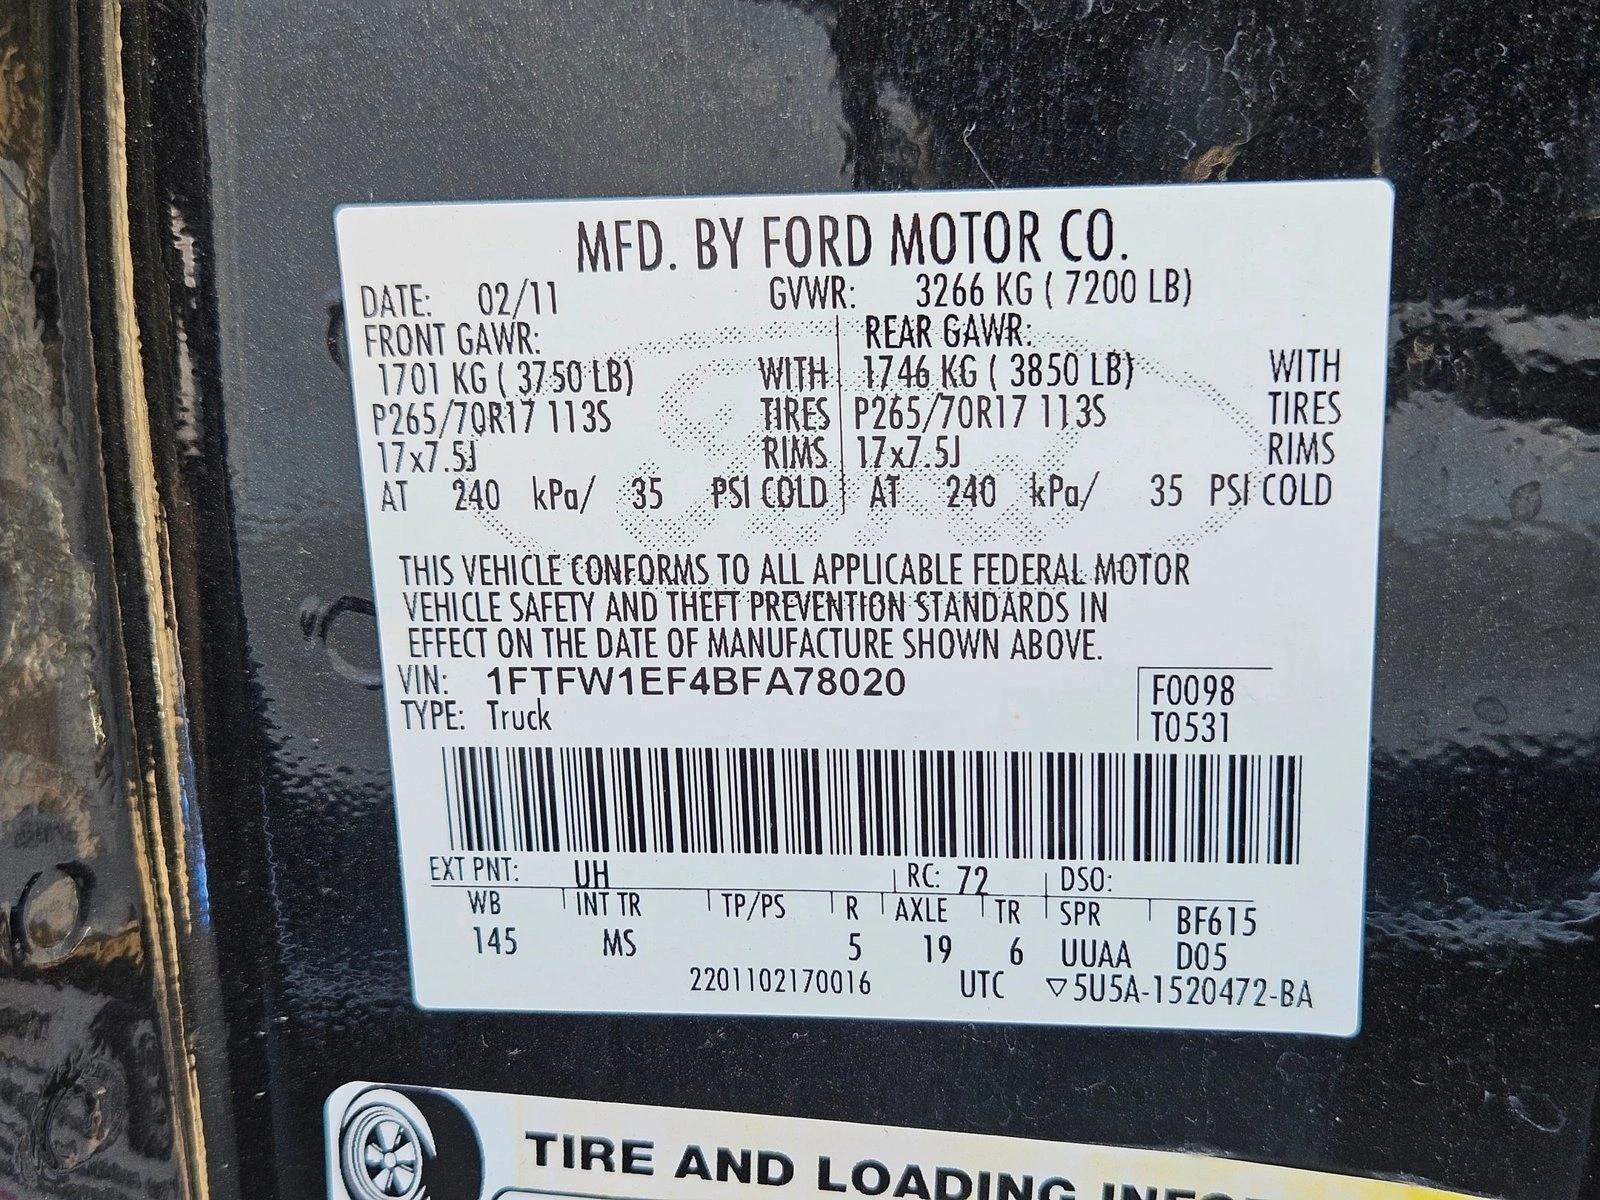 MFD. BY FORD MOTOR CO.
DATE: 02/11 GVWR: 3266 KG ( 7200 LB)
FRONT GAWR: REAR GAWR:
1701 KG ( 3750 LB) WITH 1746 KG ( 3850 LB) WITH
P265/70R17 113S TIRES P265/70R17 113S TIRES
17x7.5J RIMS 17x7.5J RIMS
AT 240 kPa/ 35 PSI COLD AT 240 kPa/ 35 PSI COLD
THIS VEHICLE CONFORMS TO ALL APPLICABLE FEDERAL MOTOR
VEHICLE SAFETY AND THEFT PREVENTION STANDARDS IN
EFFECT ON THE DATE OF MANUFACTURE SHOWN ABOVE.
VIN: 1FTFW1EF4BFA78020 F0098
TYPE: Truck T0531
EXT PNT: UH RC: 72 DSO:
WB INT TR TP/PS R AXLE TR SPR BF615
145 MS 5 19 6 UUAA D05
2201102170016 UTC ▽5U5A-1520472-BA
TIRE AND LOADING